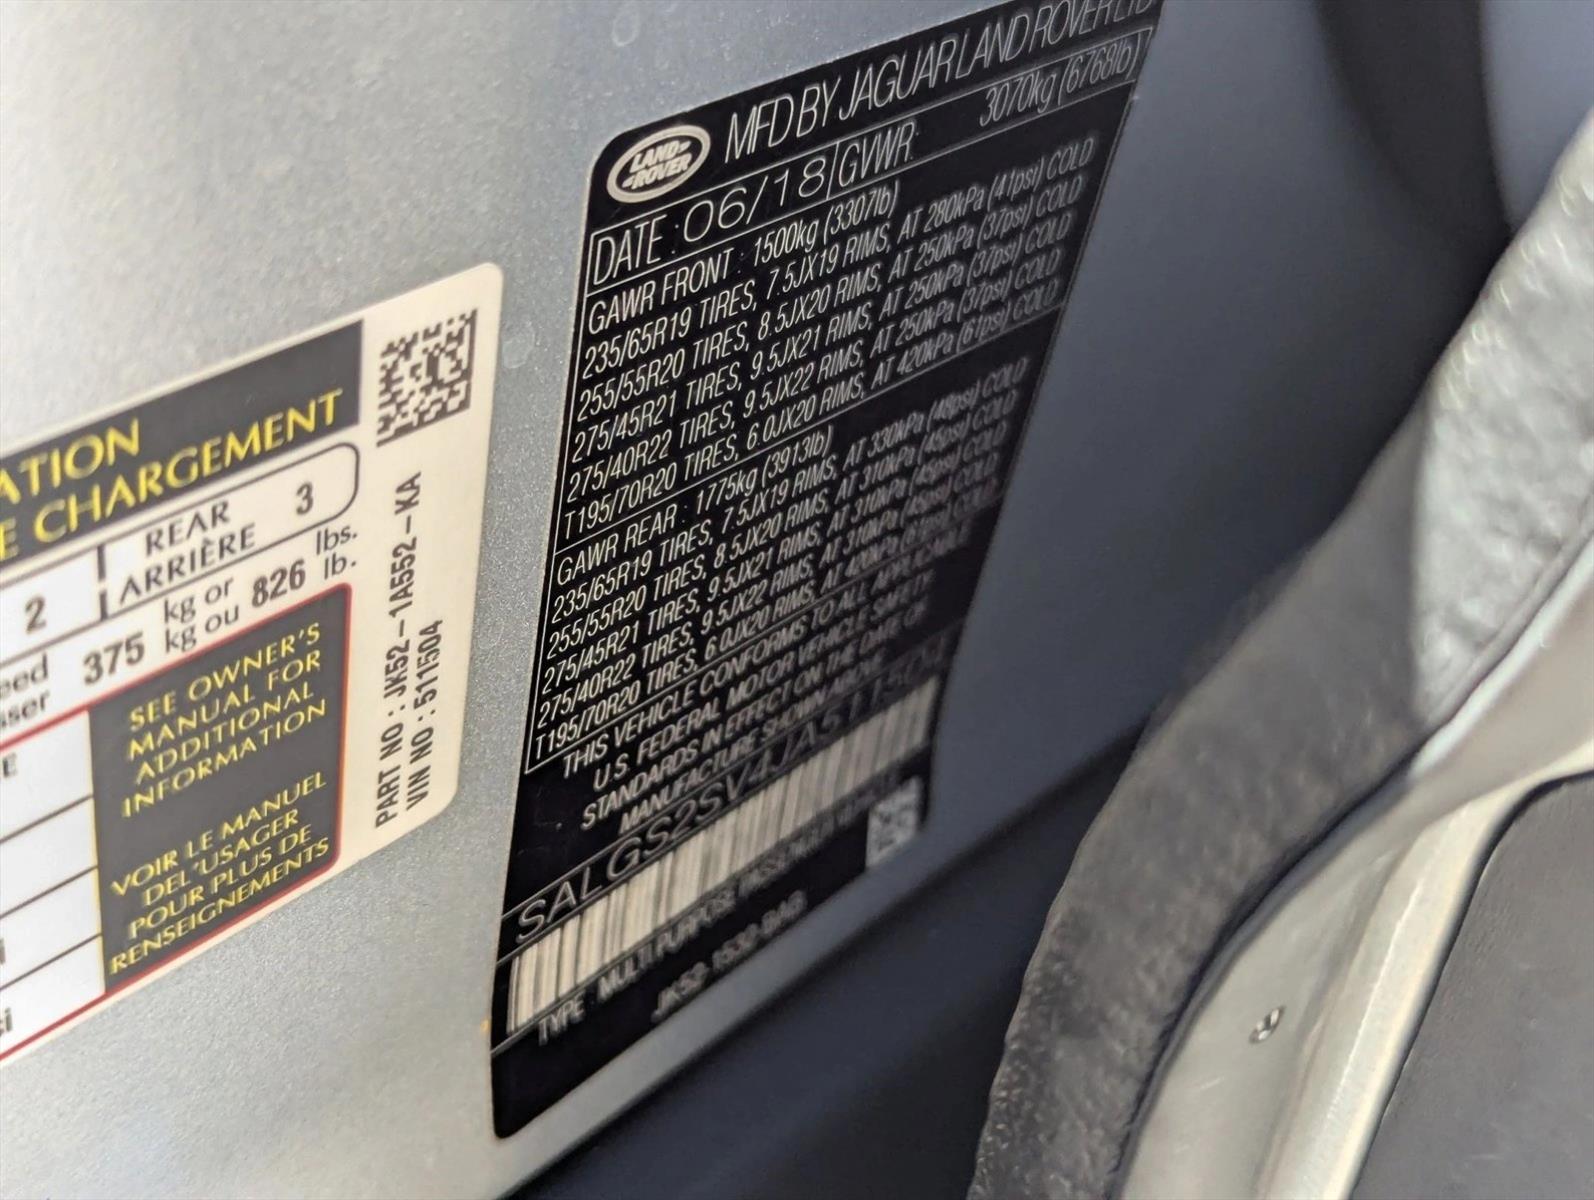 ATION
E CHARGEMENT
2
REAR
ARRIÈRE
3
375
kg or
kg ou
826
lbs.
lb.
SEE OWNER'S
MANUAL FOR
ADDITIONAL
INFORMATION
VOIR LE MANUEL
DEL'USAGER
POUR PLUS DE
RENSEIGNEMENTS
PART NO : JK52-1A552-KA
VIN NO : 511504
LAND-
-ROVER
MFD BY JAGUAR LAND ROVER LTD
DATE : 06/18 GVWR: 3070kg (6768lb)
GAWR FRONT : 1500kg (3307lb)
235/65R19 TIRES, 7.5JX19 RIMS, AT 280kPa (41psi) COLD
255/55R20 TIRES, 8.5JX20 RIMS, AT 250kPa (37psi) COLD
275/45R21 TIRES, 9.5JX21 RIMS, AT 250kPa (37psi) COLD
275/40R22 TIRES, 9.5JX22 RIMS, AT 250kPa (37psi) COLD
T195/70R20 TIRES, 6.0JX20 RIMS, AT 420kPa (61psi) COLD
GAWR REAR : 1775kg (3913lb)
235/65R19 TIRES, 7.5JX19 RIMS, AT 330kPa (48psi) COLD
255/55R20 TIRES, 8.5JX20 RIMS, AT 310kPa (45psi) COLD
275/45R21 TIRES, 9.5JX21 RIMS, AT 310kPa (45psi) COLD
275/40R22 TIRES, 9.5JX22 RIMS, AT 310kPa (45psi) COLD
T195/70R20 TIRES, 6.0JX20 RIMS, AT 420kPa (61psi) COLD
THIS VEHICLE CONFORMS TO ALL APPLICABLE
U.S. FEDERAL MOTOR VEHICLE SAFETY
STANDARDS IN EFFECT ON THE DATE OF
MANUFACTURE SHOWN ABOVE
SALGS2SV4JA511504
TYPE : MULTI PURPOSE PASSENGER VEHICLE
JK52-1532-BAG